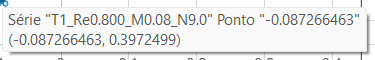 Série "T1_Re0.800_M0.08_N9.0" Ponto "-0.087266463"
(-0.087266463, 0.3972499)